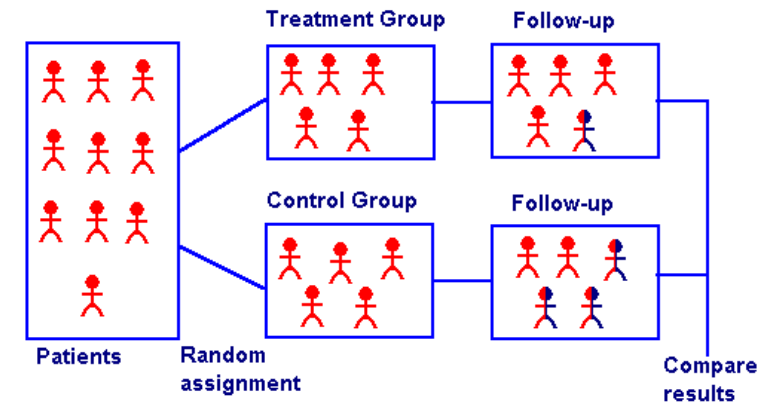 Treatment Group
Follow-up
Control Group
Follow-up
Patients
Random
assignment
Compare
results